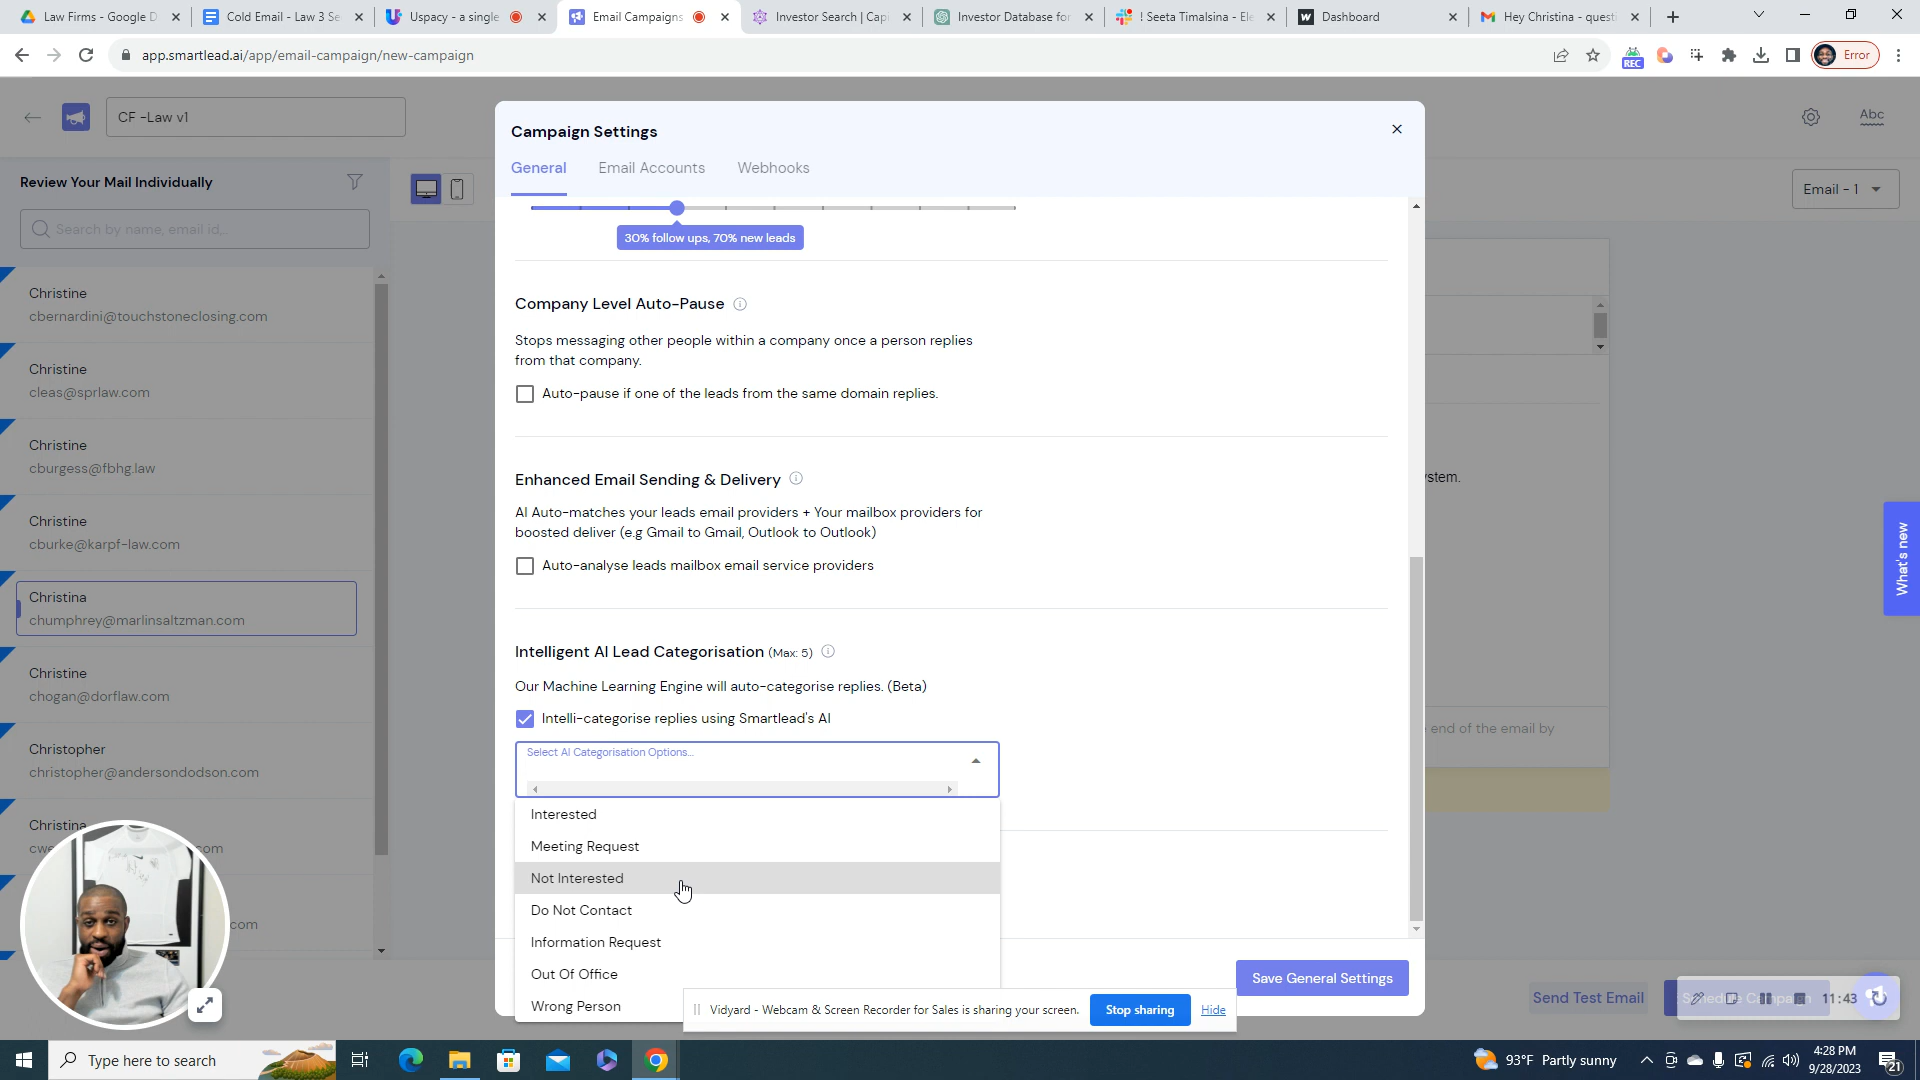 Law Firms - Google D
Cold Email - Law 3 Se
Uspacy - a single
Email Campaigns
Investor Search | Capi
Investor Database for
! Seeta Timalsina - Ele
Dashboard
Hey Christina - quest
app.smartlead.ai/app/email-campaign/new-campaign
REC
Error
CF -Law v1
Abc
Campaign Settings
General
Email Accounts
Webhooks
Review Your Mail Individually
Search by name, email id,..
Email - 1
30% follow ups, 70% new leads
Christine
cbernardini@touchstoneclosing.com
Christine
cleas@sprlaw.com
Christine
cburgess@fbhg.law
Christine
cburke@karpf-law.com
Christina
chumphrey@marlinsaltzman.com
Christine
chogan@dorflaw.com
Christopher
christopher@andersondodson.com
Christina
cwe
om
.com
Company Level Auto-Pause
Stops messaging other people within a company once a person replies
from that company.
Auto-pause if one of the leads from the same domain replies.
Enhanced Email Sending & Delivery
AI Auto-matches your leads email providers + Your mailbox providers for
boosted deliver (e.g Gmail to Gmail, Outlook to Outlook)
Auto-analyse leads mailbox email service providers
Intelligent AI Lead Categorisation (Max: 5)
Our Machine Learning Engine will auto-categorise replies. (Beta)
Intelli-categorise replies using Smartlead's AI
Select AI Categorisation Options...
Interested
Meeting Request
Not Interested
Do Not Contact
Information Request
Out Of Office
Wrong Person
stem.
end of the email by
What's new
Save General Settings
Send Test Email
Schedule Campaign
11:43
Vidyard - Webcam & Screen Recorder for Sales is sharing your screen.
Stop sharing
Hide
Type here to search
93°F Partly sunny
4:28 PM
9/28/2023
21